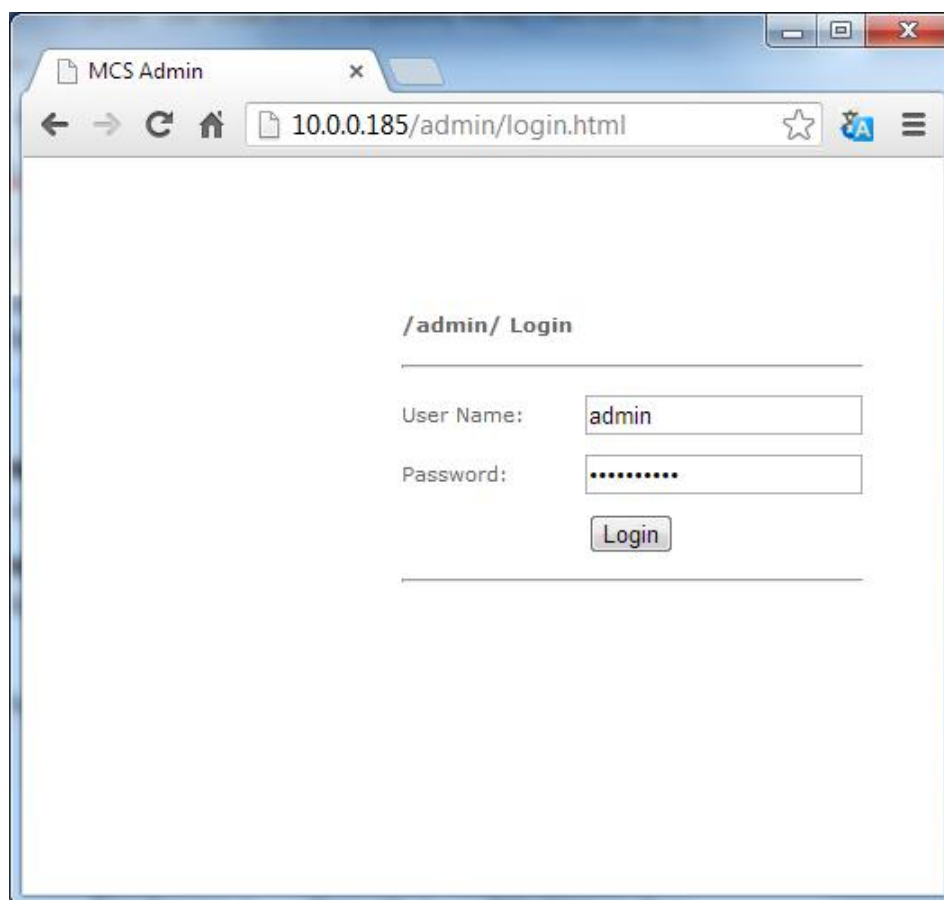 MCS Admin
10.0.0.185/admin/login.html
/admin/ Login
User Name: admin
Password: ••••••••••
Login